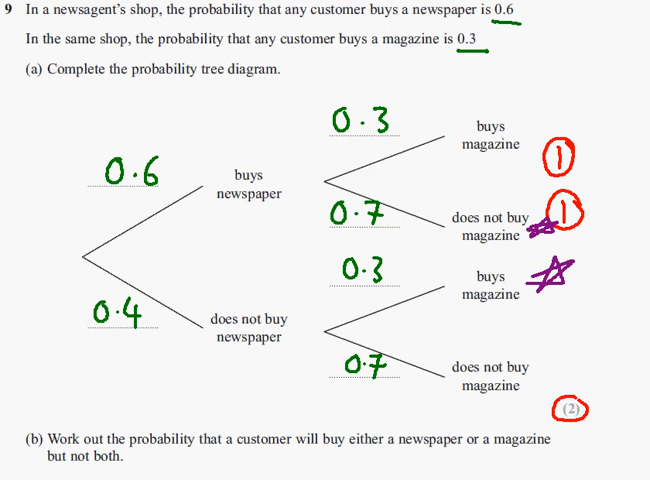 9 In a newsagent's shop, the probability that any customer buys a newspaper is 0.6
In the same shop, the probability that any customer buys a magazine is 0.3
(a) Complete the probability tree diagram.
0.3
buys
magazine
1
0.6
buys
newspaper
0.7
does not buy
magazine
1
0.3
buys
magazine
0.4
does not buy
newspaper
0.7
does not buy
magazine
(2)
(b) Work out the probability that a customer will buy either a newspaper or a magazine
but not both.